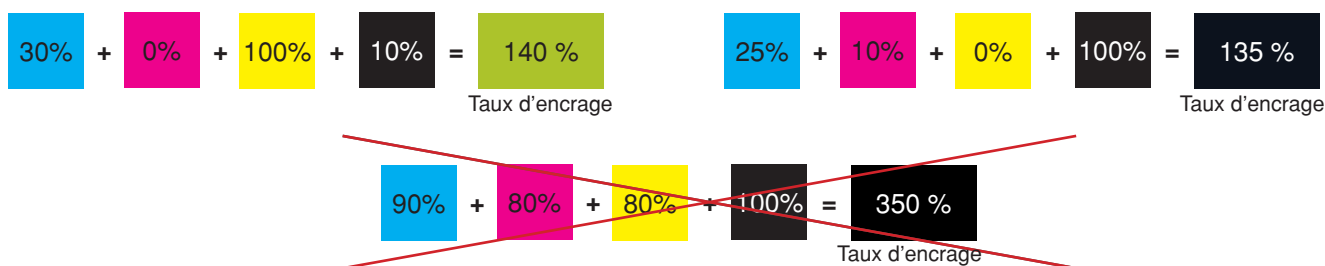 30% + 0% + 100% + 10% = 140 %
Taux d'encrage
25% + 10% + 0% + 100% = 135 %
Taux d'encrage
90% + 80% + 80% + 100% = 350 %
Taux d'encrage